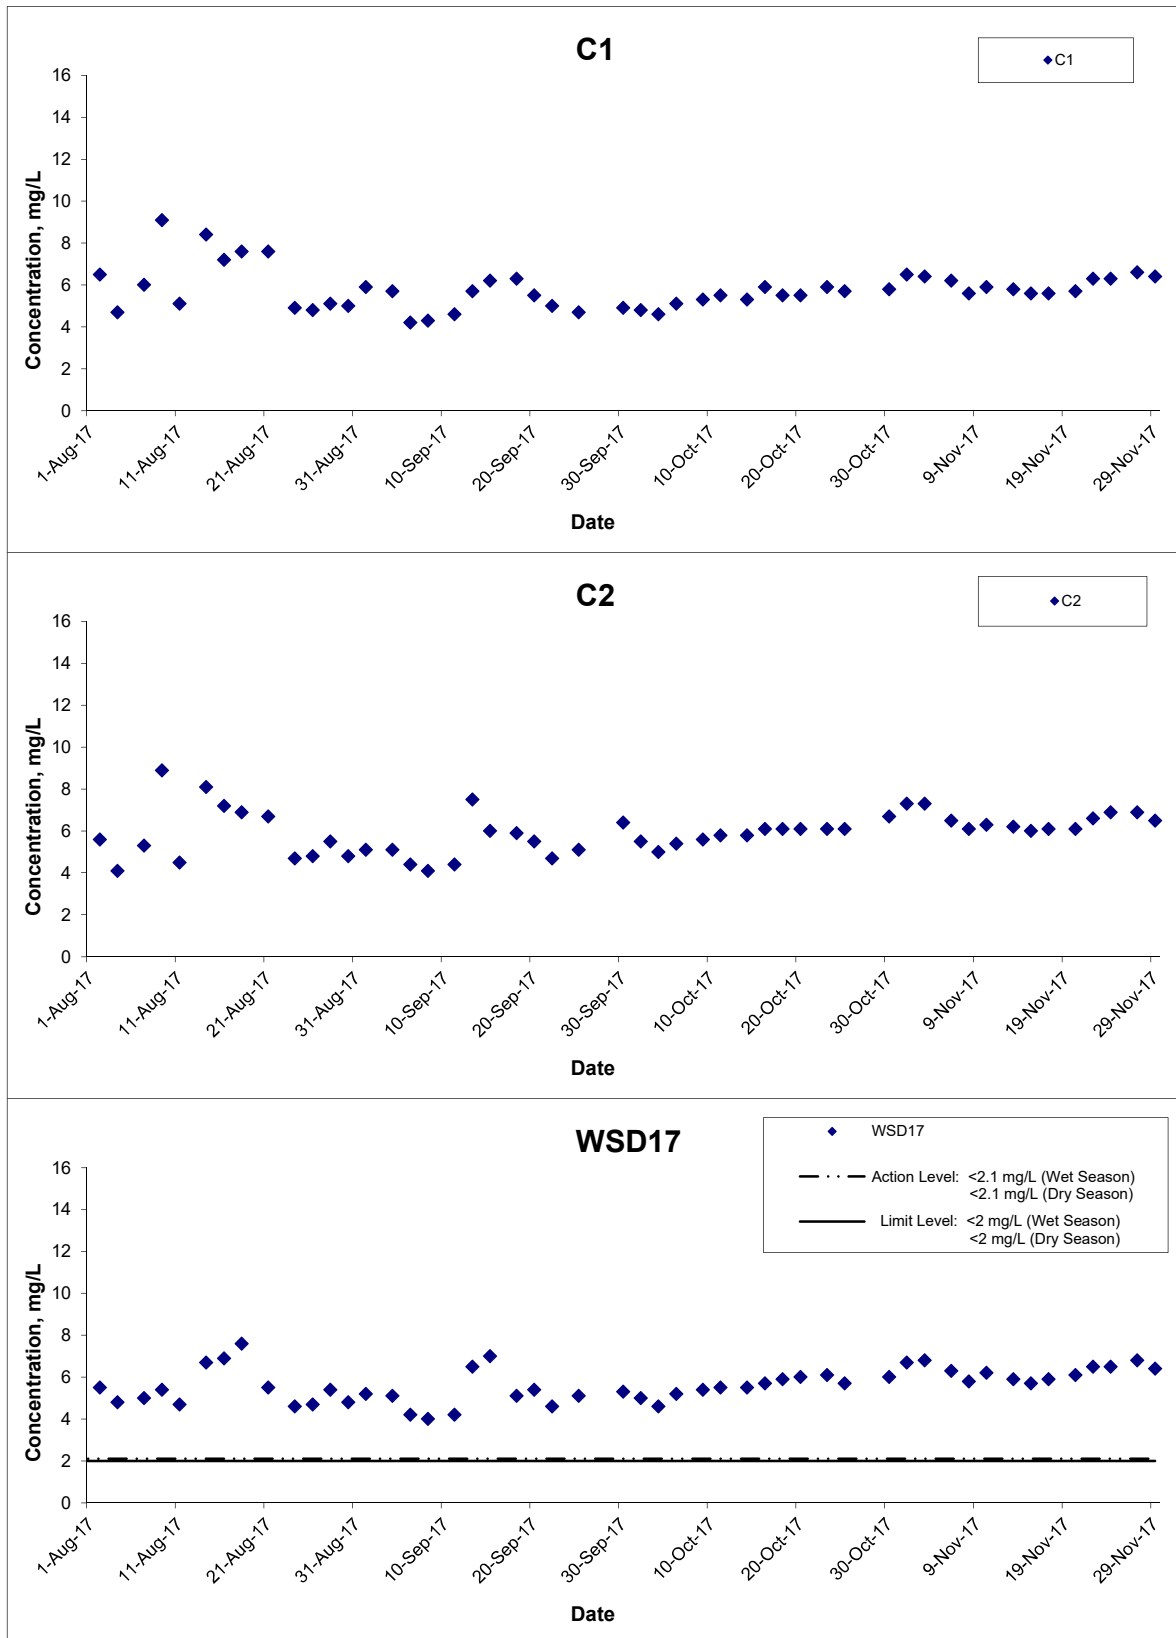 C1
C1
16
14
12
10
8
6
4
2
0
Concentration, mg/L
1-Aug-17
11-Aug-17
21-Aug-17
31-Aug-17
10-Sep-17
20-Sep-17
30-Sep-17
10-Oct-17
20-Oct-17
30-Oct-17
9-Nov-17
19-Nov-17
29-Nov-17
Date
C2
C2
16
14
12
10
8
6
4
2
0
Concentration, mg/L
1-Aug-17
11-Aug-17
21-Aug-17
31-Aug-17
10-Sep-17
20-Sep-17
30-Sep-17
10-Oct-17
20-Oct-17
30-Oct-17
9-Nov-17
19-Nov-17
29-Nov-17
Date
WSD17
WSD17
Action Level: <2.1 mg/L (Wet Season)
<2.1 mg/L (Dry Season)
Limit Level: <2 mg/L (Wet Season)
<2 mg/L (Dry Season)
16
14
12
10
8
6
4
2
0
Concentration, mg/L
1-Aug-17
11-Aug-17
21-Aug-17
31-Aug-17
10-Sep-17
20-Sep-17
30-Sep-17
10-Oct-17
20-Oct-17
30-Oct-17
9-Nov-17
19-Nov-17
29-Nov-17
Date